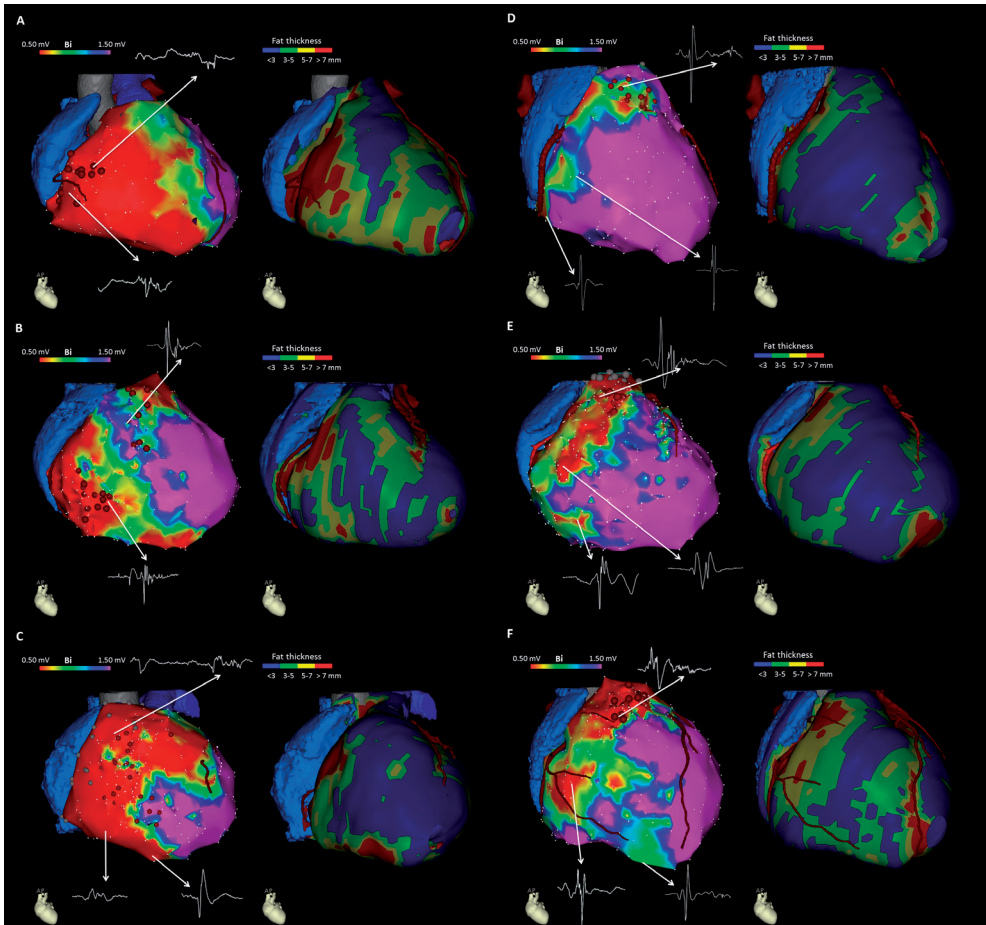 A
0.50 mV Bi 1.50 mV
Fat thickness
<3 3-5 5-7 > 7 mm
AP
AP
D
0.50 mV Bi 1.50 mV
Fat thickness
<3 3-5 5-7 > 7 mm
AP
AP
B
0.50 mV Bi 1.50 mV
Fat thickness
<3 3-5 5-7 > 7 mm
AP
AP
E
0.50 mV Bi 1.50 mV
Fat thickness
<3 3-5 5-7 > 7 mm
AP
AP
C
0.50 mV Bi 1.50 mV
Fat thickness
<3 3-5 5-7 > 7 mm
AP
AP
F
0.50 mV Bi 1.50 mV
Fat thickness
<3 3-5 5-7 > 7 mm
AP
AP